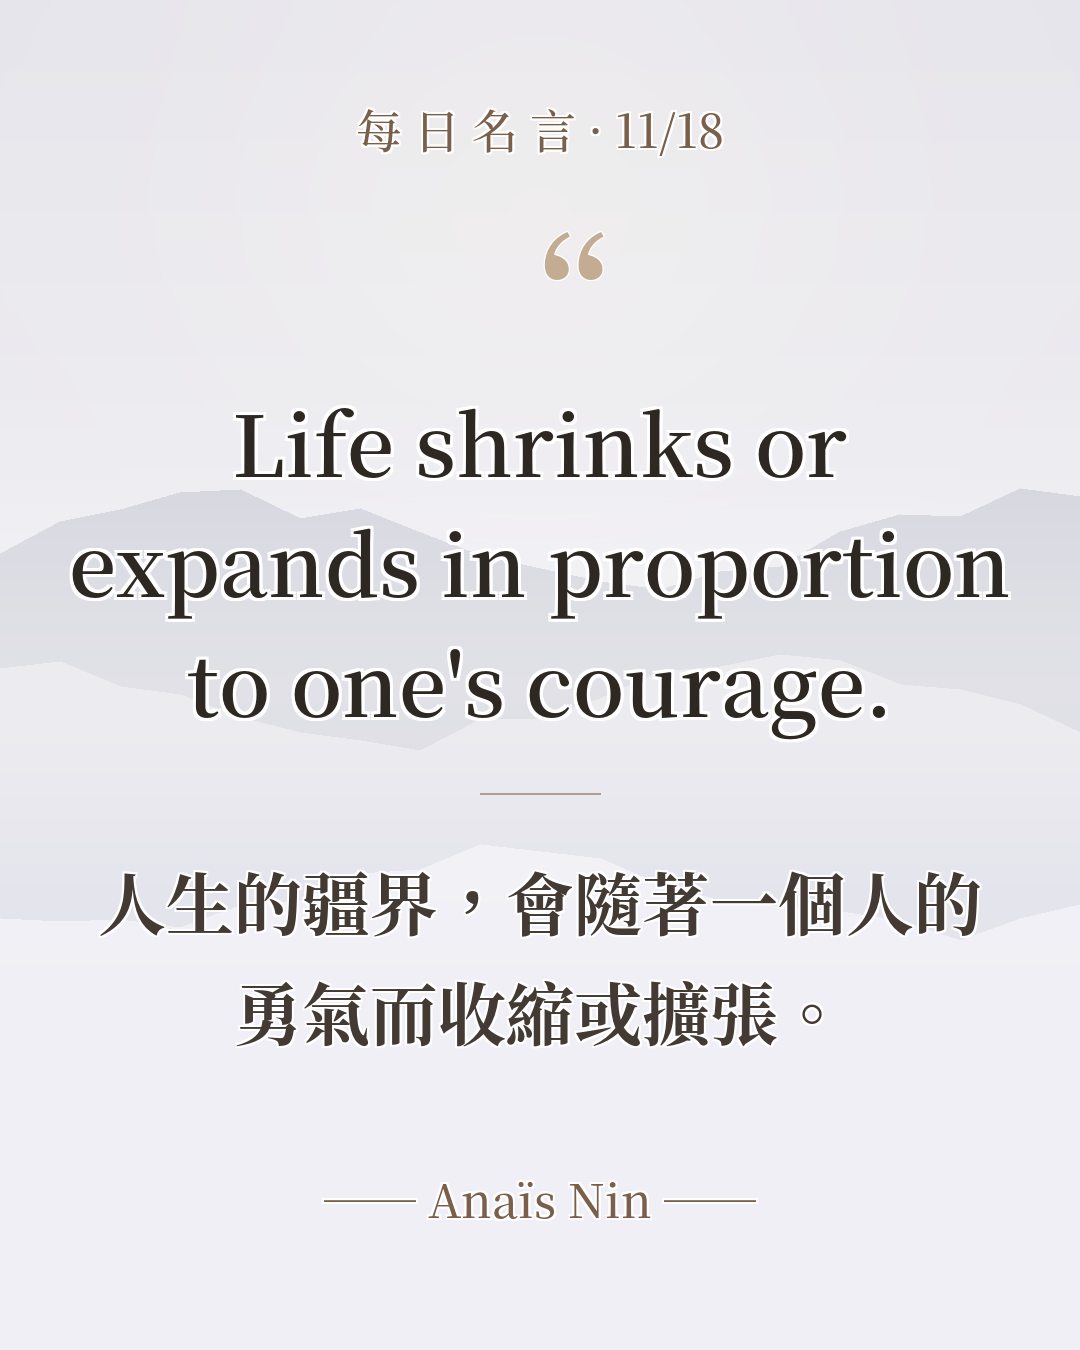 每日名言·11/18
“
Life shrinks or
expands in proportion
to one's courage.
人生的疆界，會隨著一個人的
勇氣而收縮或擴張。
—— Anaïs Nin ——